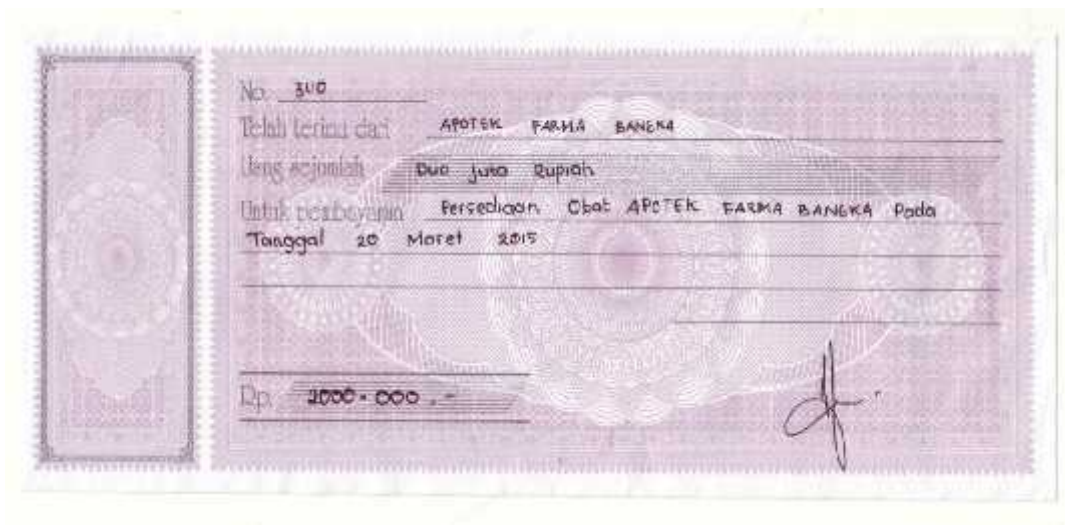 No. 340
Telah terima dari APOTEK FARMA BANGKA
Uang sejumlah Dua juta Rupiah
Untuk pembayaran Persediaan Obat APOTEK FARMA BANGKA Pada
Tanggal 20 Maret 2015
Rp. 2000.000.-